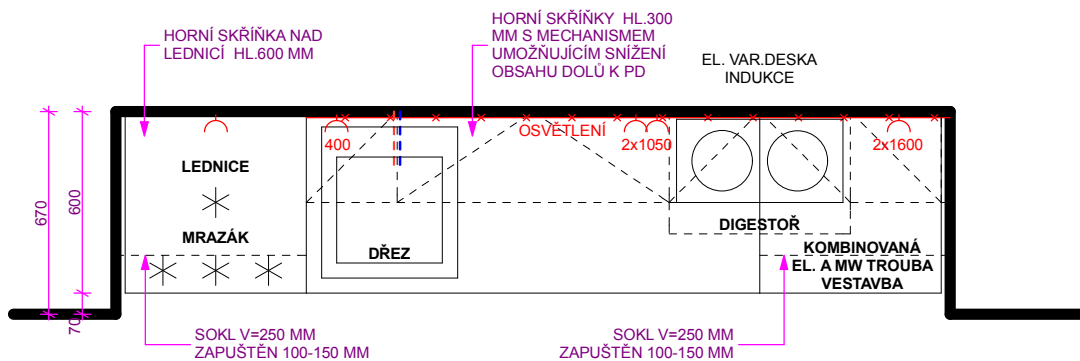 HORNÍ SKŘÍŇKA NAD
LEDNICÍ  HL.600 MM
HORNÍ SKŘÍŇKY  HL.300
MM S MECHANISMEM
UMOŽŇUJÍCÍM SNÍŽENÍ
OBSAHU DOLŮ K PD
EL. VAR.DESKA
INDUKCE
OSVĚTLENÍ
400
2x1050
2x1600
LEDNICE
MRAZÁK
DŘEZ
DIGESTOŘ
KOMBINOVANÁ
EL. A MW TROUBA
VESTAVBA
670
600
70
SOKL V=250 MM
ZAPUŠTĚN 100-150 MM
SOKL V=250 MM
ZAPUŠTĚN 100-150 MM